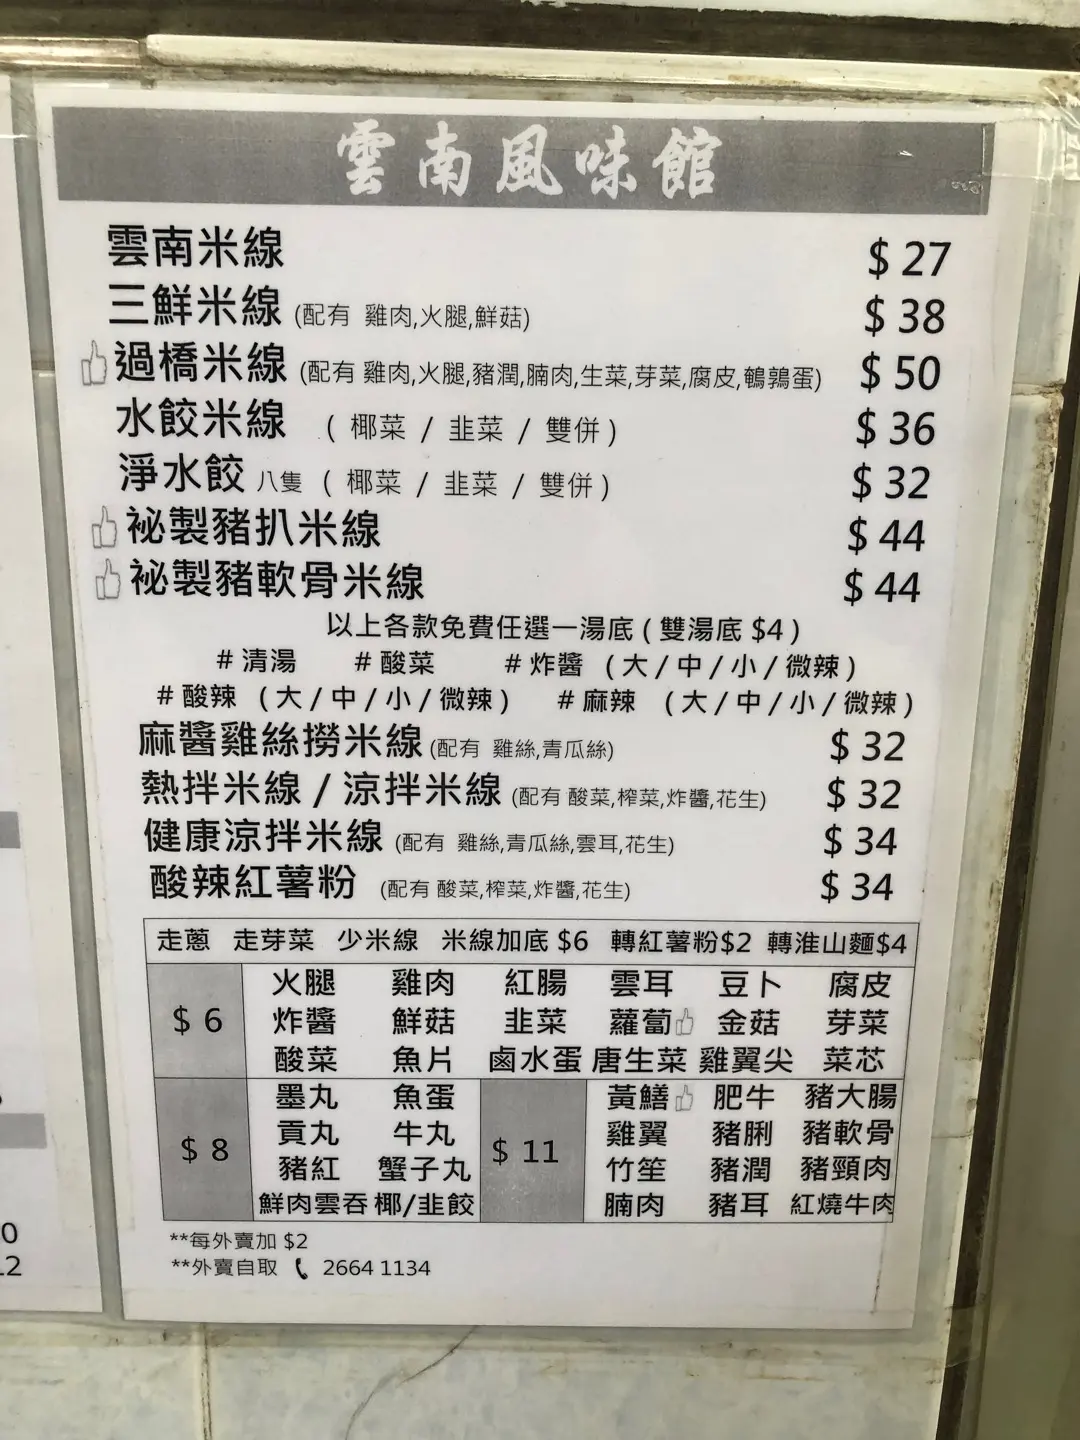 雲南風味館
雲南米線 $ 27
三鮮米線 (配有 雞肉,火腿,鮮菇) $ 38
過橋米線 (配有 雞肉,火腿,豬潤,腩肉,生菜,芽菜,腐皮,鵪鶉蛋) $ 50
水餃米線 ( 椰菜 / 韭菜 / 雙併 ) $ 36
淨水餃 八隻 ( 椰菜 / 韭菜 / 雙併 ) $ 32
祕製豬扒米線 $ 44
祕製豬軟骨米線 $ 44
以上各款免費任選一湯底 ( 雙湯底 $4 )
# 清湯 # 酸菜 # 炸醬 ( 大 / 中 / 小 / 微辣 )
# 酸辣 ( 大 / 中 / 小 / 微辣 ) # 麻辣 ( 大 / 中 / 小 / 微辣 )
麻醬雞絲撈米線 (配有 雞絲,青瓜絲) $ 32
熱拌米線 / 涼拌米線 (配有 酸菜,榨菜,炸醬,花生) $ 32
健康涼拌米線 (配有 雞絲,青瓜絲,雲耳,花生) $ 34
酸辣紅薯粉 (配有 酸菜,榨菜,炸醬,花生) $ 34
走蔥 走芽菜 少米線 米線加底 $6 轉紅薯粉$2 轉淮山麵$4
$ 6
火腿 雞肉 紅腸 雲耳 豆卜 腐皮
炸醬 鮮菇 韭菜 蘿蔔 金菇 芽菜
酸菜 魚片 鹵水蛋 唐生菜 雞翼尖 菜芯
$ 8
墨丸 魚蛋
貢丸 牛丸
豬紅 蟹子丸
鮮肉雲吞 椰/韭餃
$ 11
黃鱔 肥牛 豬大腸
雞翼 豬脷 豬軟骨
竹笙 豬潤 豬頸肉
腩肉 豬耳 紅燒牛肉
**每外賣加 $2
**外賣自取 2664 1134